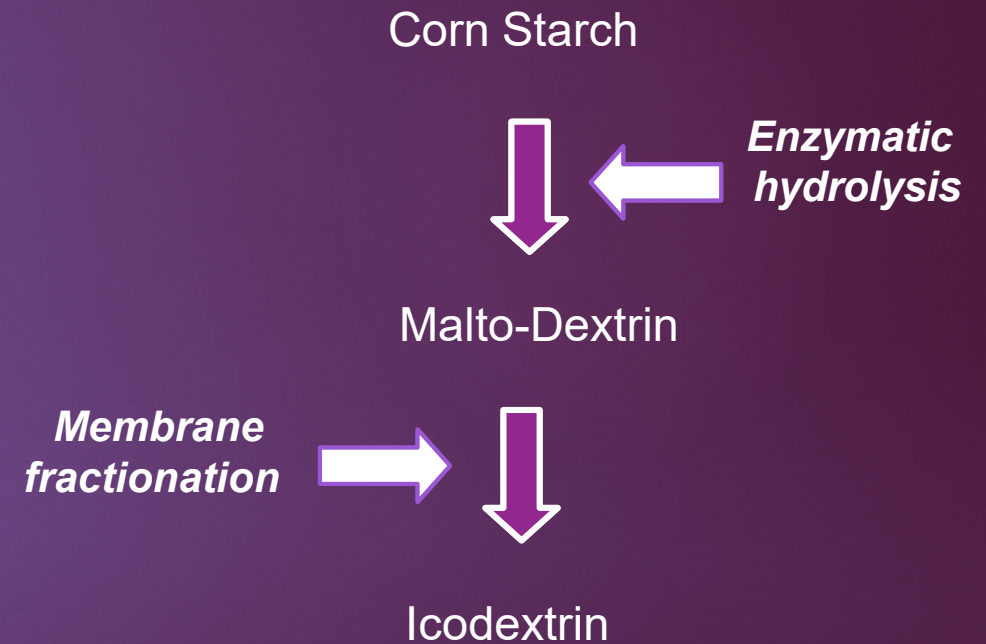 Corn Starch
Enzymatic
hydrolysis
Malto-Dextrin
Membrane
fractionation
Icodextrin